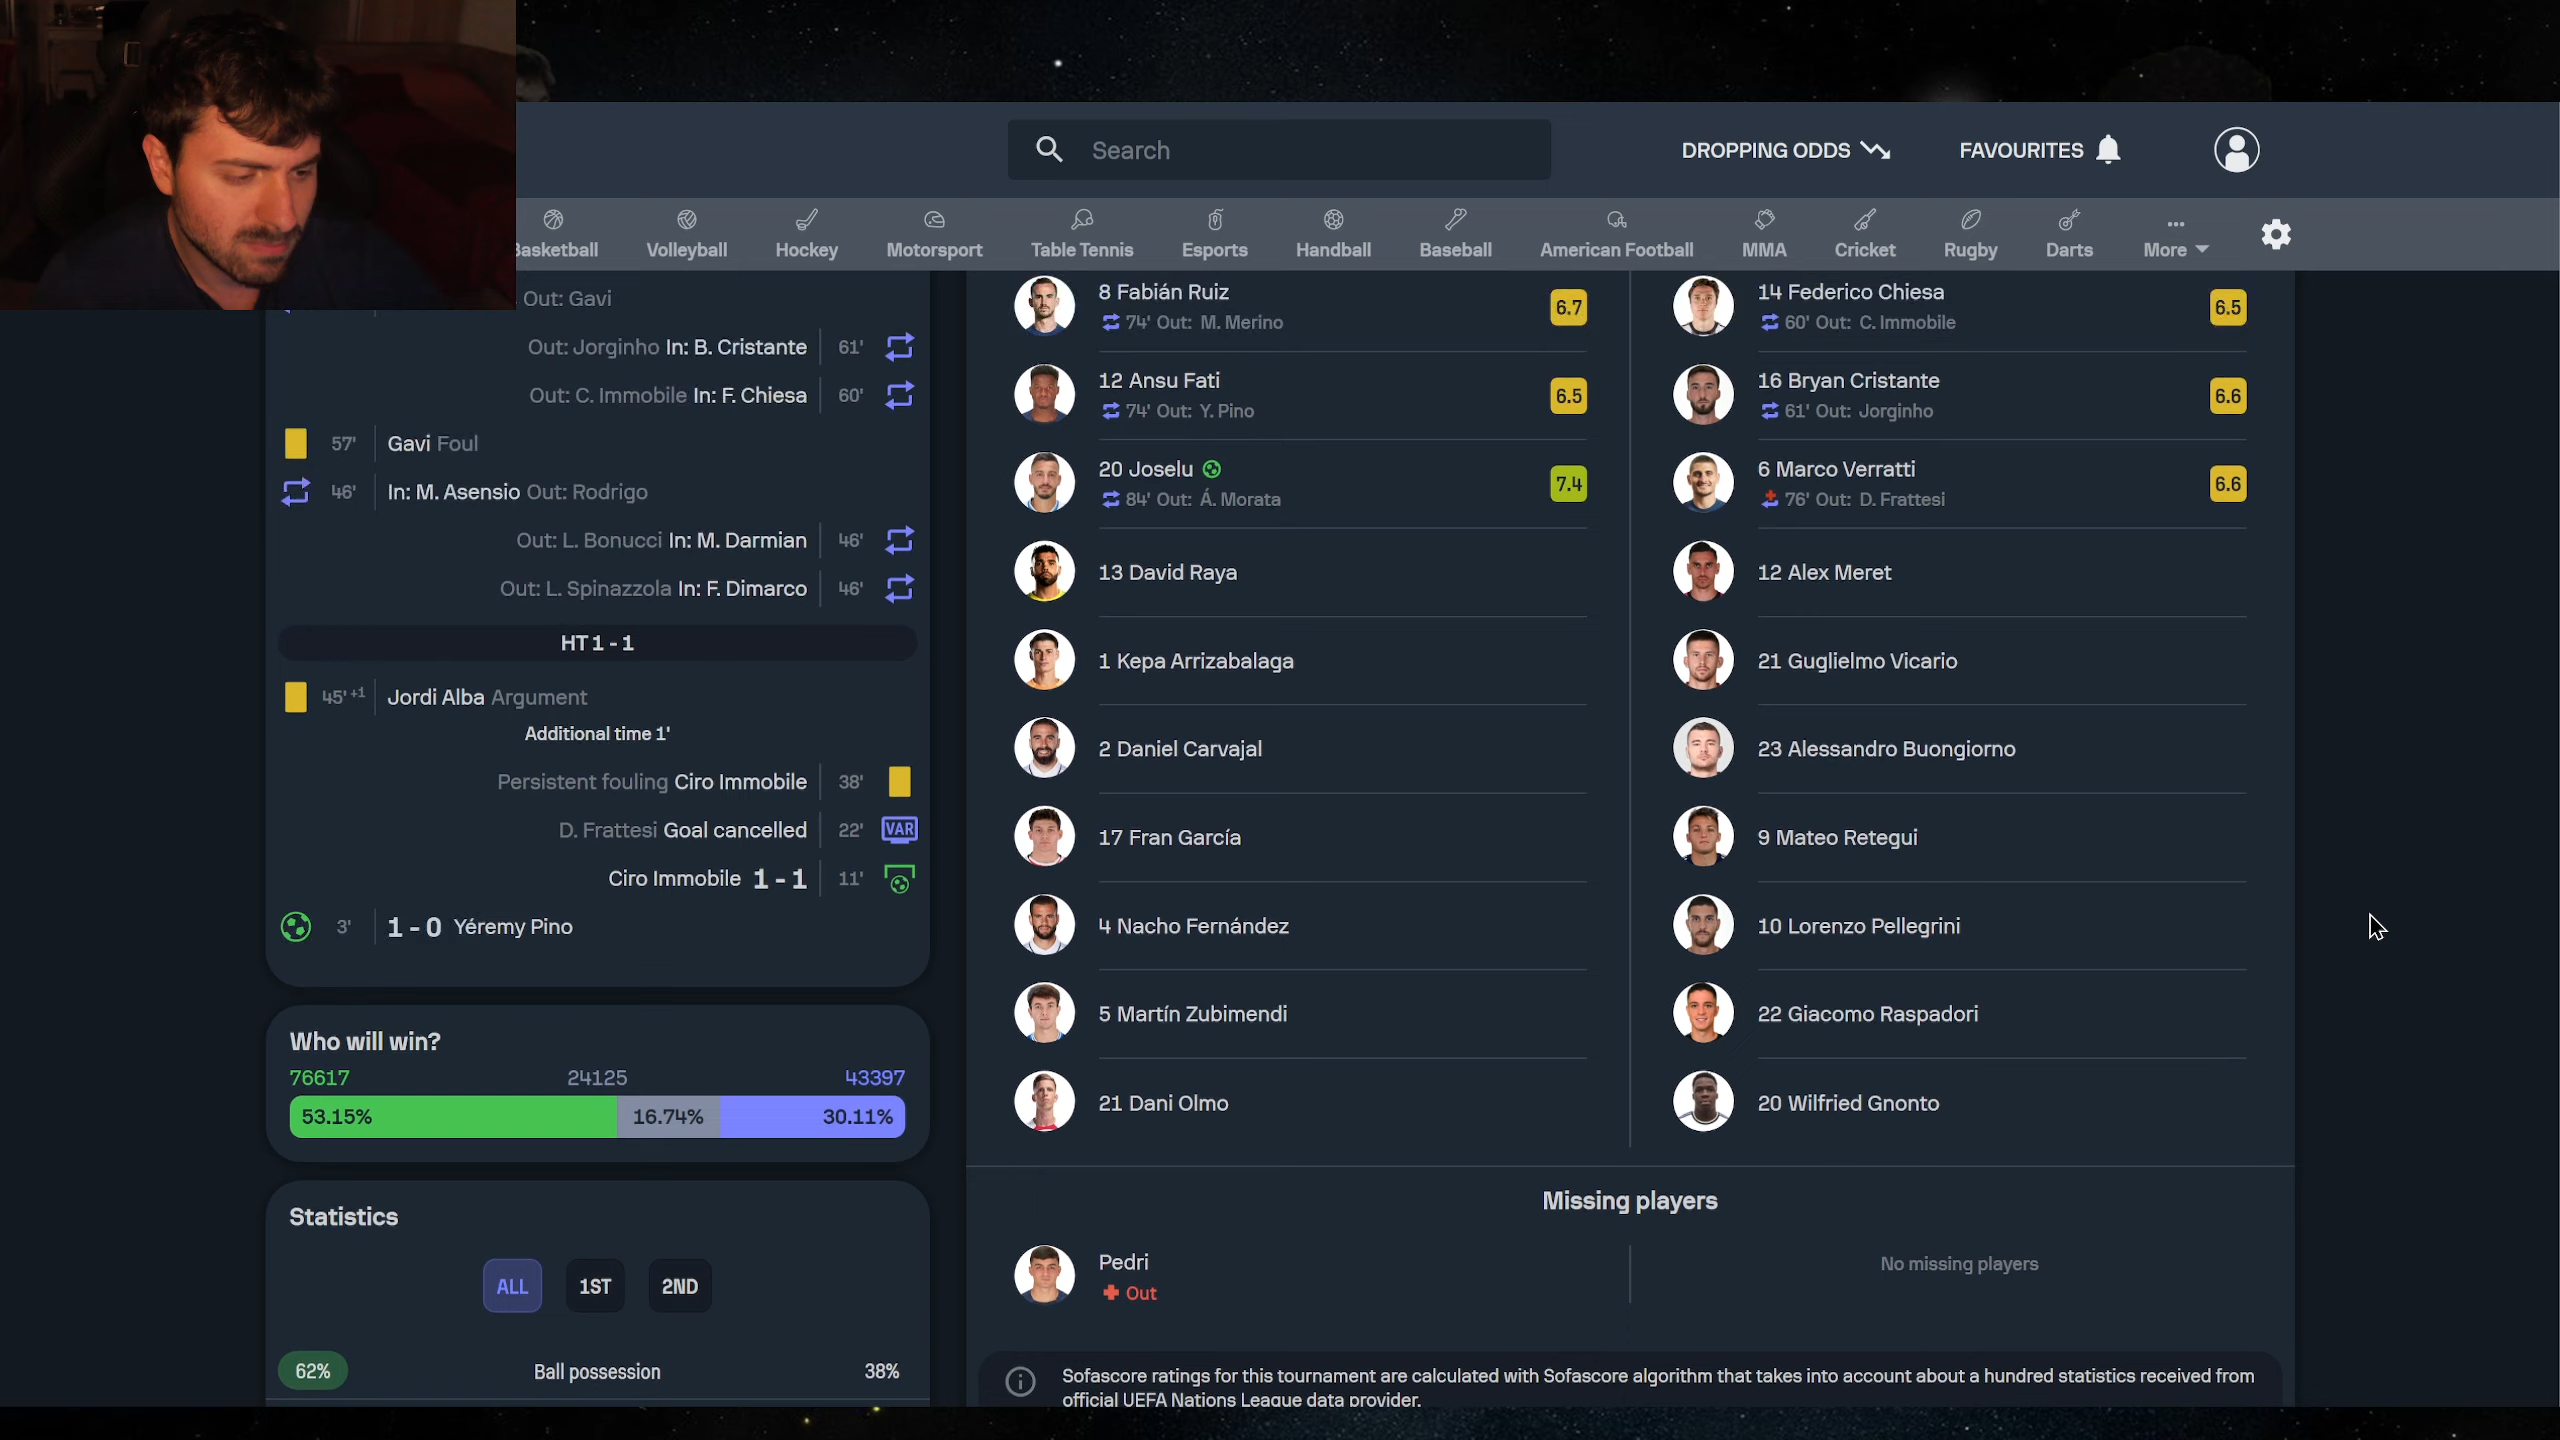 Search
DROPPING ODDS
FAVOURITES
Basketball
Volleyball
Hockey
Motorsport
Table Tennis
Esports
Handball
Baseball
American Football
MMA
Cricket
Rugby
Darts
More
Out: Gavi
Out: Jorginho In: B. Cristante 61'
Out: C. Immobile In: F. Chiesa 60'
57' Gavi Foul
46' In: M. Asensio Out: Rodrigo
Out: L. Bonucci In: M. Darmian 46'
Out: L. Spinazzola In: F. Dimarco 46'
HT 1 - 1
45' +1 Jordi Alba Argument
Additional time 1'
Persistent fouling Ciro Immobile 38'
D. Frattesi Goal cancelled 22' VAR
Ciro Immobile 1 - 1 11'
3' 1 - 0 Yéremy Pino
Who will win?
76617 24125 43397
53.15% 16.74% 30.11%
Statistics
ALL 1ST 2ND
62% Ball possession 38%
8 Fabián Ruiz
74' Out: M. Merino
6.7
12 Ansu Fati
74' Out: Y. Pino
6.5
20 Joselu
84' Out: Á. Morata
7.4
13 David Raya
1 Kepa Arrizabalaga
2 Daniel Carvajal
17 Fran García
4 Nacho Fernández
5 Martín Zubimendi
21 Dani Olmo
14 Federico Chiesa
60' Out: C. Immobile
6.5
16 Bryan Cristante
61' Out: Jorginho
6.6
6 Marco Verratti
76' Out: D. Frattesi
6.6
12 Alex Meret
21 Guglielmo Vicario
23 Alessandro Buongiorno
9 Mateo Retegui
10 Lorenzo Pellegrini
22 Giacomo Raspadori
20 Wilfried Gnonto
Missing players
Pedri
Out
No missing players
Sofascore ratings for this tournament are calculated with Sofascore algorithm that takes into account about a hundred statistics received from
official UEFA Nations League data provider.